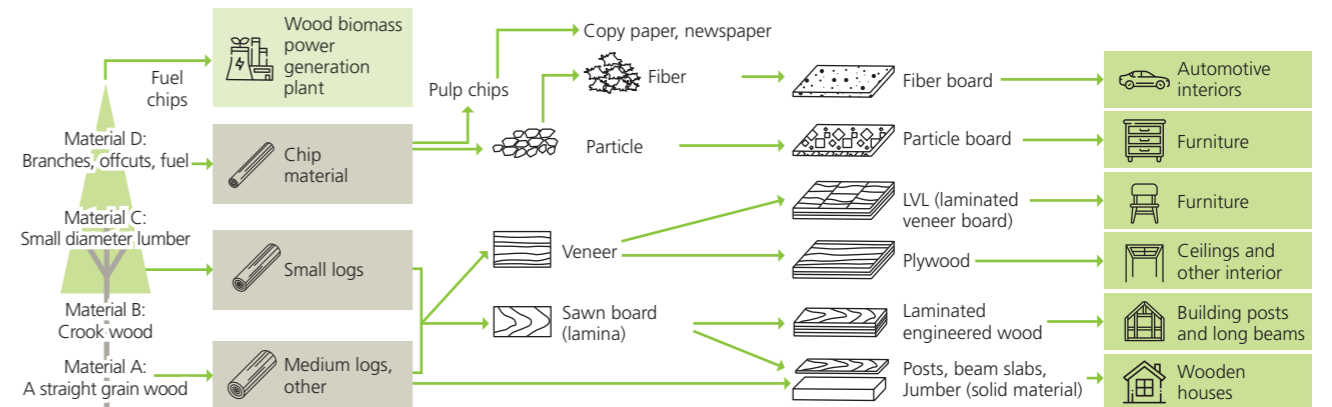 Wood biomass
power
generation
plant
Fuel
chips
Material D:
Branches, offcuts, fuel
Chip
material
Material C:
Small diameter lumber
Small logs
Material B:
Crook wood
Material A:
A straight grain wood
Medium logs,
other
Pulp chips
Copy paper, newspaper
Fiber
Particle
Veneer
Sawn board
(lamina)
Fiber board
Particle board
LVL (laminated
veneer board)
Plywood
Laminated
engineered wood
Posts, beam slabs,
Jumber (solid material)
Automotive
interiors
Furniture
Furniture
Ceilings and
other interior
Building posts
and long beams
Wooden
houses